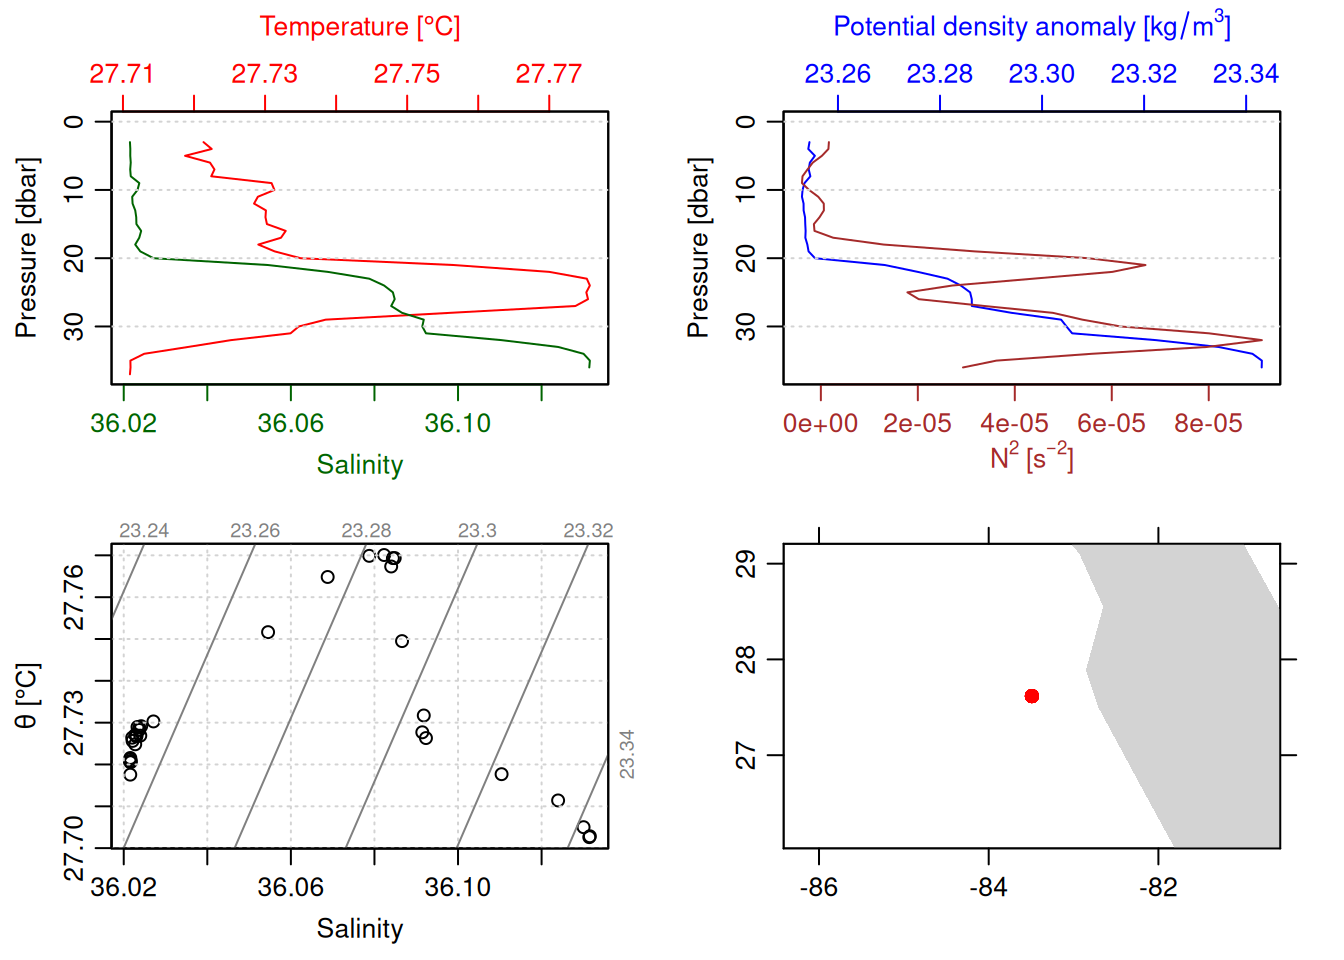 Temperature [°C]
27.71 27.73 27.75 27.77
Pressure [dbar]
0
10
20
30
36.02 36.06 36.10
Salinity
Potential density anomaly [kg/m³]
23.26 23.28 23.30 23.32 23.34
Pressure [dbar]
0
10
20
30
0e+00 2e-05 4e-05 6e-05 8e-05
N² [s⁻²]
23.24 23.26 23.28 23.3 23.32
23.34
θ [°C]
27.76
27.73
27.70
36.02 36.06 36.10
Salinity
29
28
27
-86 -84 -82